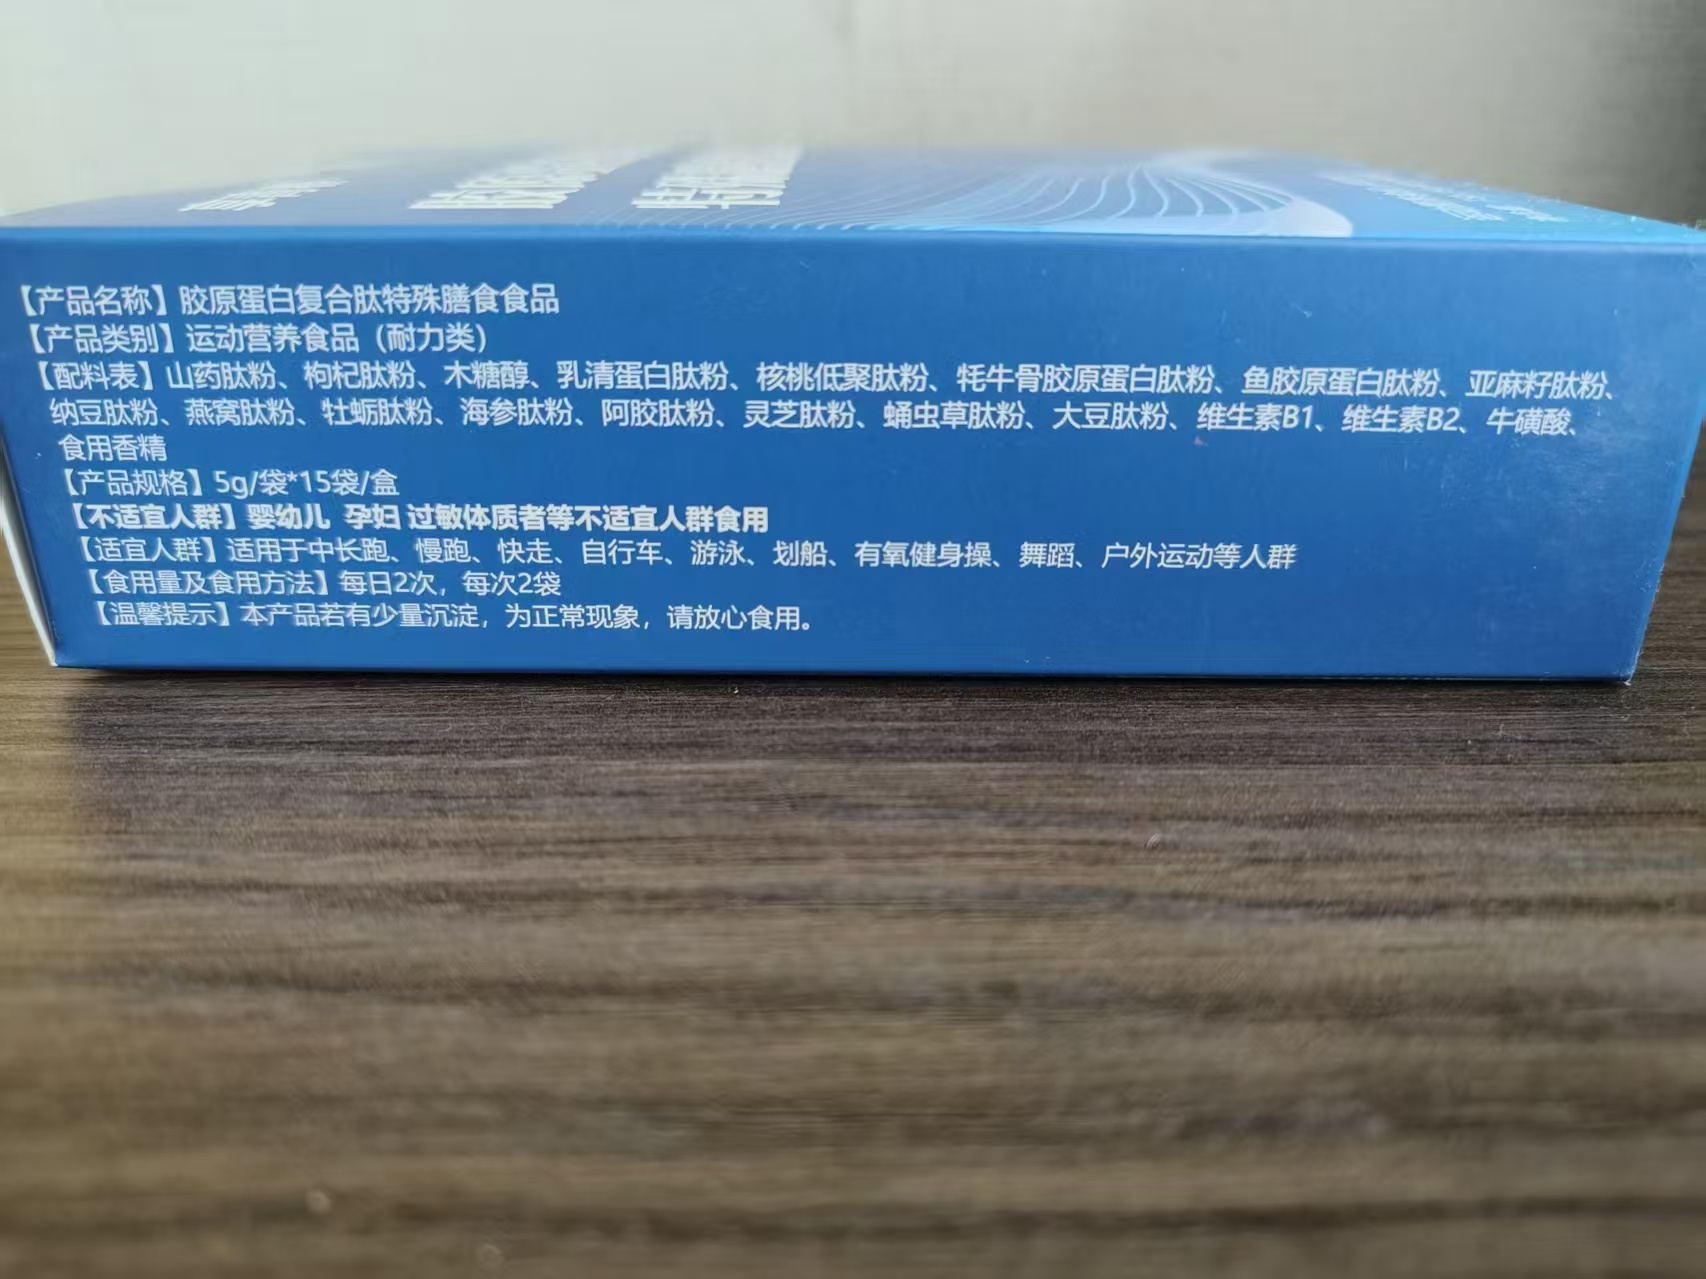 【产品名称】胶原蛋白复合肽特殊膳食食品
【产品类别】运动营养食品（耐力类）
【配料表】山药肽粉、枸杞肽粉、木糖醇、乳清蛋白肽粉、核桃低聚肽粉、牦牛骨胶原蛋白肽粉、鱼胶原蛋白肽粉、亚麻籽肽粉、
纳豆肽粉、燕窝肽粉、牡蛎肽粉、海参肽粉、阿胶肽粉、灵芝肽粉、蛹虫草肽粉、大豆肽粉、维生素B1、维生素B2、牛磺酸、
食用香精
【产品规格】5g/袋*15袋/盒
【不适宜人群】婴幼儿 孕妇 过敏体质者等不适宜人群食用
【适宜人群】适用于中长跑、慢跑、快走、自行车、游泳、划船、有氧健身操、舞蹈、户外运动等人群
【食用量及食用方法】每日2次，每次2袋
【温馨提示】本产品若有少量沉淀，为正常现象，请放心食用。